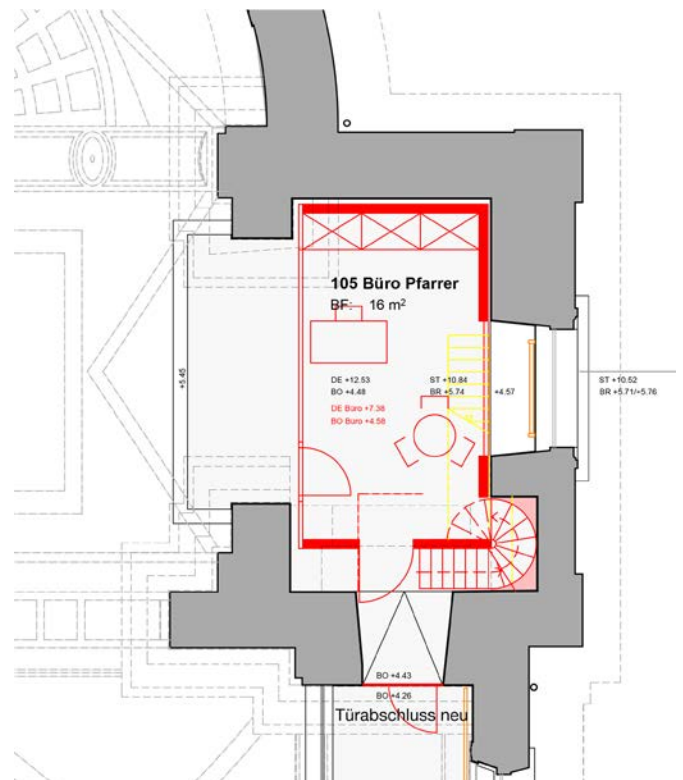 105 Büro Pfarrer
BF: 16 m²
+5.45
DE +12.53
BO +4.48
DE Büro +7.38
BO Büro +4.58
ST +10.84
BR +5.74
+4.57
ST +10.52
BR +5.71/+5.76
BO +4.43
BO +4.26
Türabschluss neu